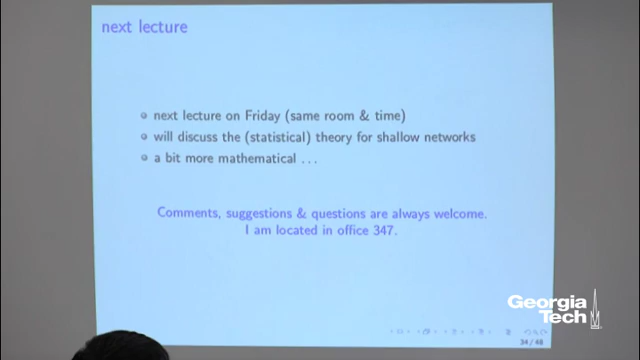 next lecture
next lecture on Friday (same room & time)
will discuss the (statistical) theory for shallow networks
a bit more mathematical ...
Comments, suggestions & questions are always welcome.
I am located in office 347.
Georgia
Tech
34 / 48